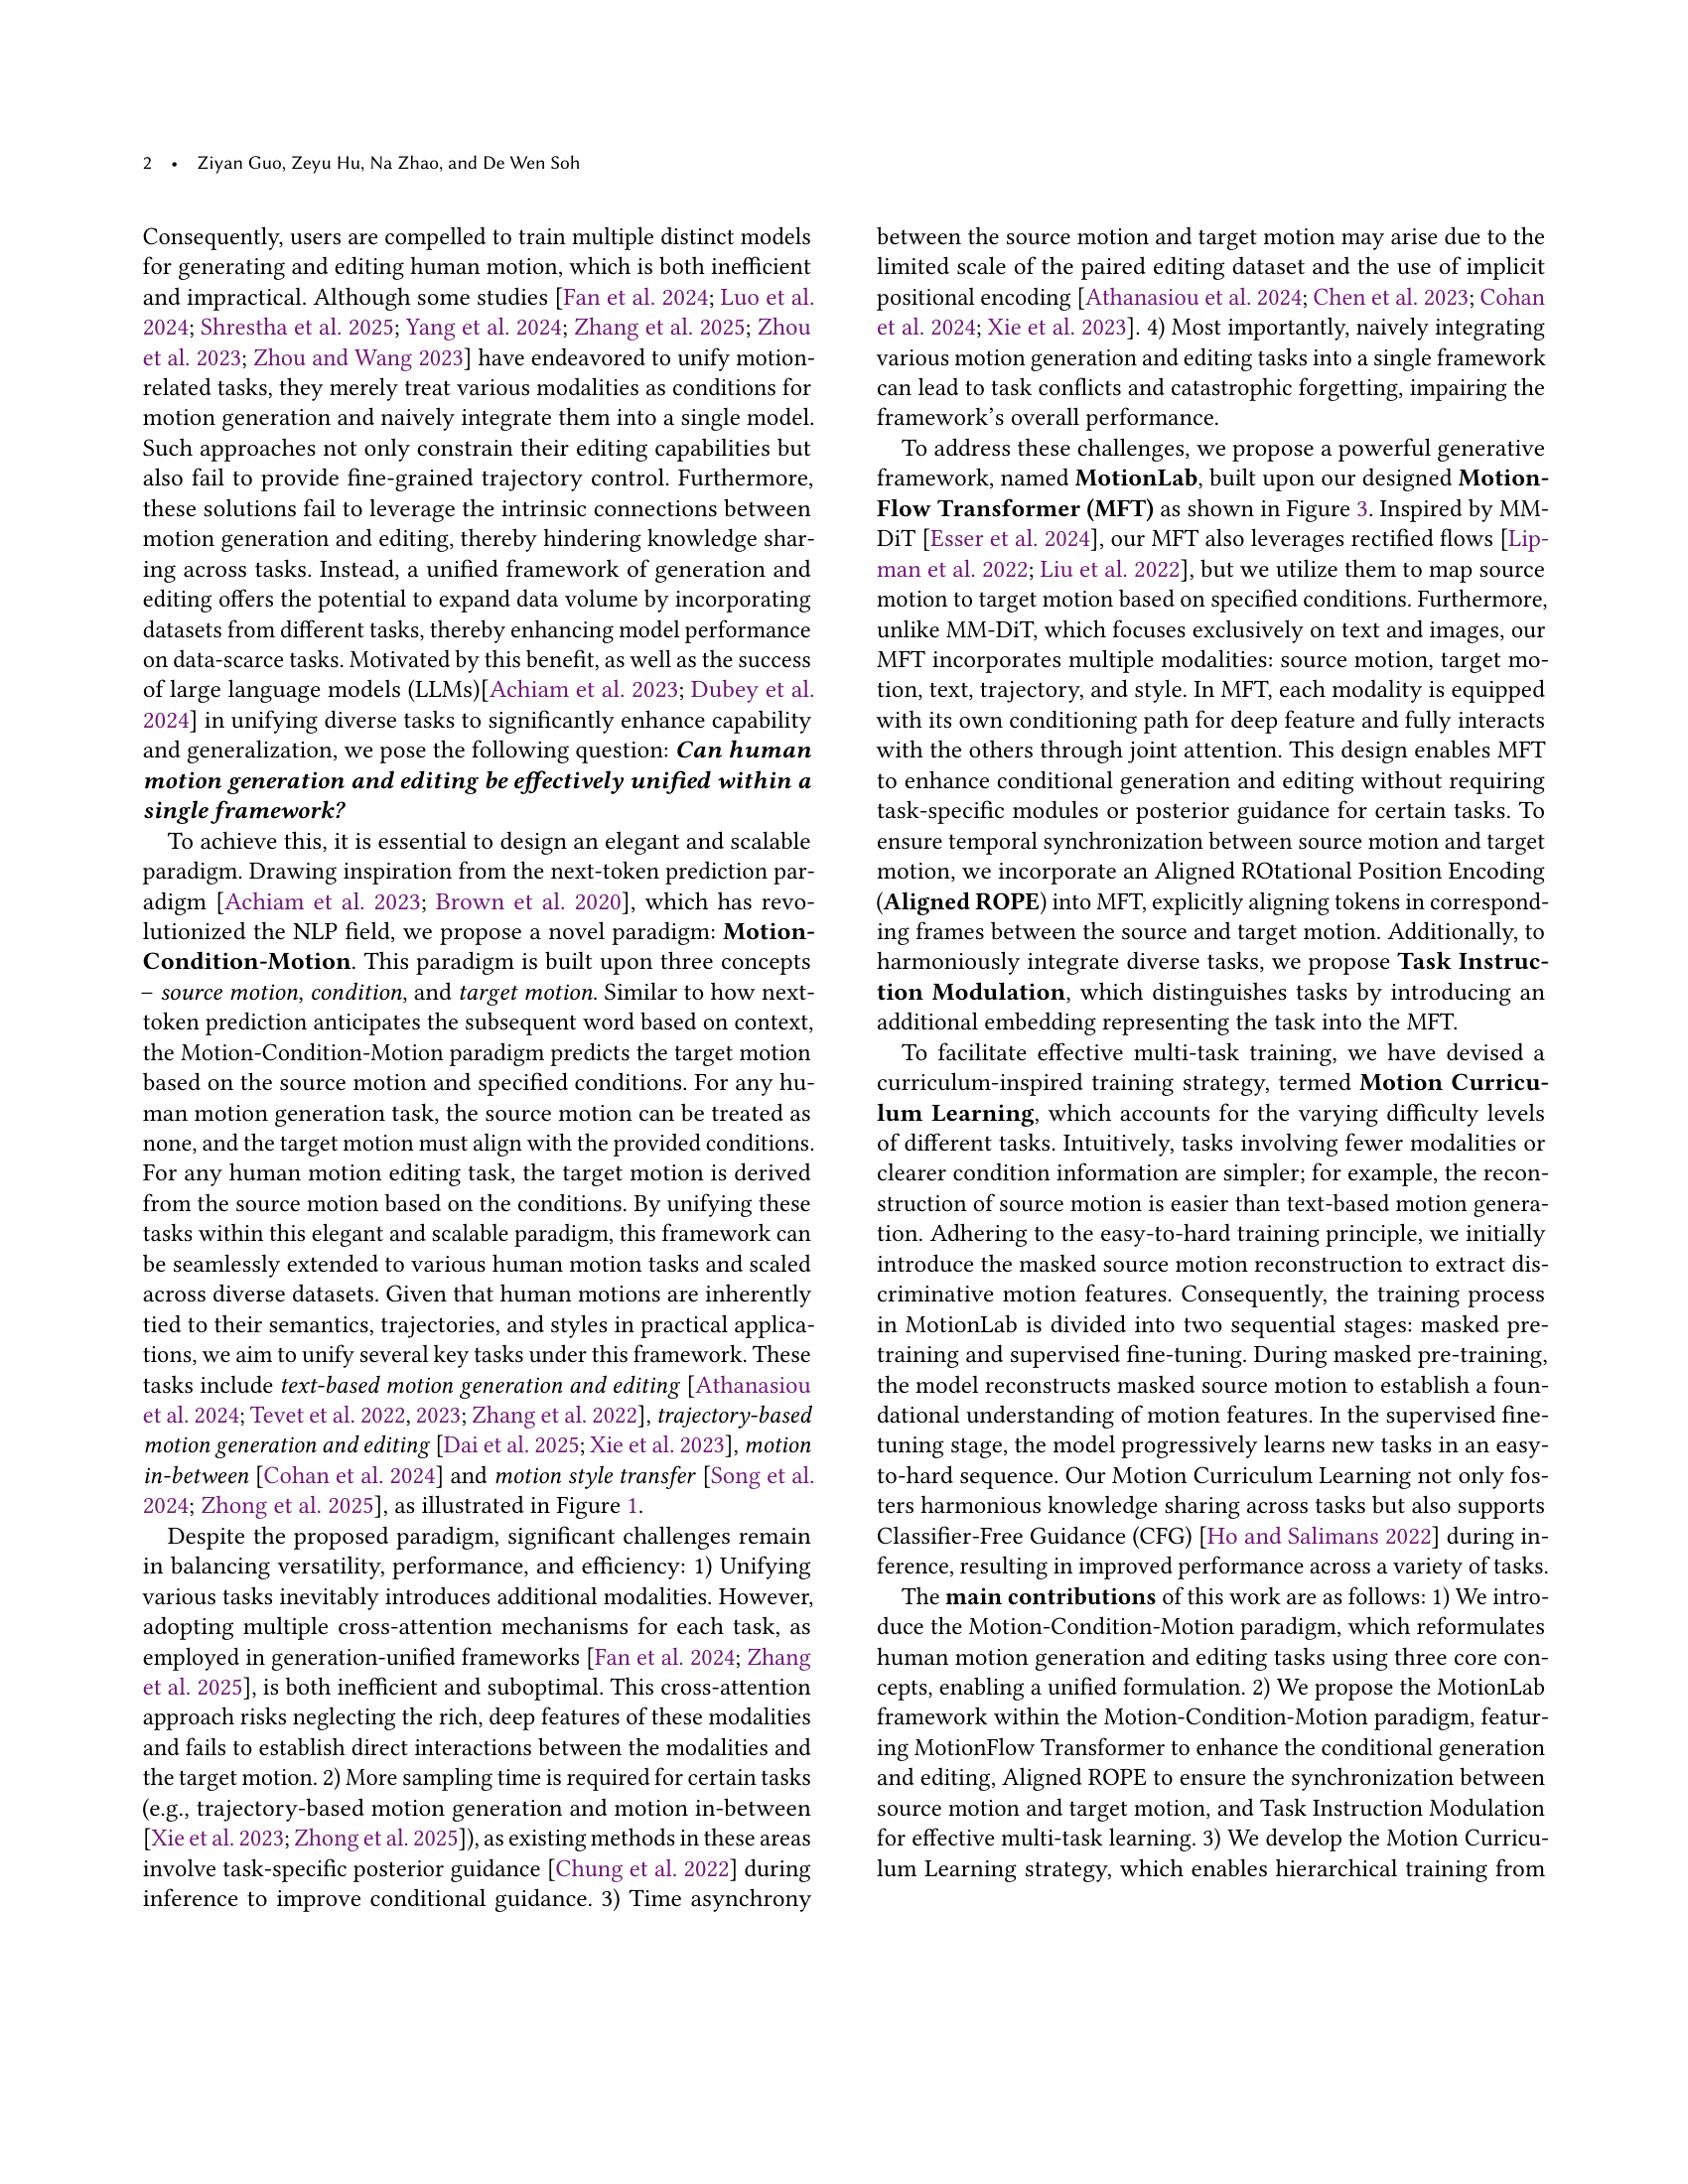 2 • Ziyan Guo, Zeyu Hu, Na Zhao, and De Wen Soh
Consequently, users are compelled to train multiple distinct models
for generating and editing human motion, which is both inefficient
and impractical. Although some studies [Fan et al. 2024; Luo et al.
2024; Shrestha et al. 2025; Yang et al. 2024; Zhang et al. 2025; Zhou
et al. 2023; Zhou and Wang 2023] have endeavored to unify motion-
related tasks, they merely treat various modalities as conditions for
motion generation and naively integrate them into a single model.
Such approaches not only constrain their editing capabilities but
also fail to provide fine-grained trajectory control. Furthermore,
these solutions fail to leverage the intrinsic connections between
motion generation and editing, thereby hindering knowledge shar-
ing across tasks. Instead, a unified framework of generation and
editing offers the potential to expand data volume by incorporating
datasets from different tasks, thereby enhancing model performance
on data-scarce tasks. Motivated by this benefit, as well as the success
of large language models (LLMs)[Achiam et al. 2023; Dubey et al.
2024] in unifying diverse tasks to significantly enhance capability
and generalization, we pose the following question: Can human
motion generation and editing be effectively unified within a
single framework?
To achieve this, it is essential to design an elegant and scalable
paradigm. Drawing inspiration from the next-token prediction par-
adigm [Achiam et al. 2023; Brown et al. 2020], which has revo-
lutionized the NLP field, we propose a novel paradigm: Motion-
Condition-Motion. This paradigm is built upon three concepts
– source motion, condition, and target motion. Similar to how next-
token prediction anticipates the subsequent word based on context,
the Motion-Condition-Motion paradigm predicts the target motion
based on the source motion and specified conditions. For any hu-
man motion generation task, the source motion can be treated as
none, and the target motion must align with the provided conditions.
For any human motion editing task, the target motion is derived
from the source motion based on the conditions. By unifying these
tasks within this elegant and scalable paradigm, this framework can
be seamlessly extended to various human motion tasks and scaled
across diverse datasets. Given that human motions are inherently
tied to their semantics, trajectories, and styles in practical applica-
tions, we aim to unify several key tasks under this framework. These
tasks include text-based motion generation and editing [Athanasiou
et al. 2024; Tevet et al. 2022, 2023; Zhang et al. 2022], trajectory-based
motion generation and editing [Dai et al. 2025; Xie et al. 2023], motion
in-between [Cohan et al. 2024] and motion style transfer [Song et al.
2024; Zhong et al. 2025], as illustrated in Figure 1.
Despite the proposed paradigm, significant challenges remain
in balancing versatility, performance, and efficiency: 1) Unifying
various tasks inevitably introduces additional modalities. However,
adopting multiple cross-attention mechanisms for each task, as
employed in generation-unified frameworks [Fan et al. 2024; Zhang
et al. 2025], is both inefficient and suboptimal. This cross-attention
approach risks neglecting the rich, deep features of these modalities
and fails to establish direct interactions between the modalities and
the target motion. 2) More sampling time is required for certain tasks
(e.g., trajectory-based motion generation and motion in-between
[Xie et al. 2023; Zhong et al. 2025]), as existing methods in these areas
involve task-specific posterior guidance [Chung et al. 2022] during
inference to improve conditional guidance. 3) Time asynchrony
between the source motion and target motion may arise due to the
limited scale of the paired editing dataset and the use of implicit
positional encoding [Athanasiou et al. 2024; Chen et al. 2023; Cohan
et al. 2024; Xie et al. 2023]. 4) Most importantly, naively integrating
various motion generation and editing tasks into a single framework
can lead to task conflicts and catastrophic forgetting, impairing the
framework's overall performance.
To address these challenges, we propose a powerful generative
framework, named MotionLab, built upon our designed Motion-
Flow Transformer (MFT) as shown in Figure 3. Inspired by MM-
DiT [Esser et al. 2024], our MFT also leverages rectified flows [Lip-
man et al. 2022; Liu et al. 2022], but we utilize them to map source
motion to target motion based on specified conditions. Furthermore,
unlike MM-DiT, which focuses exclusively on text and images, our
MFT incorporates multiple modalities: source motion, target mo-
tion, text, trajectory, and style. In MFT, each modality is equipped
with its own conditioning path for deep feature and fully interacts
with the others through joint attention. This design enables MFT
to enhance conditional generation and editing without requiring
task-specific modules or posterior guidance for certain tasks. To
ensure temporal synchronization between source motion and target
motion, we incorporate an Aligned ROtational Position Encoding
(Aligned ROPE) into MFT, explicitly aligning tokens in correspond-
ing frames between the source and target motion. Additionally, to
harmoniously integrate diverse tasks, we propose Task Instruc-
tion Modulation, which distinguishes tasks by introducing an
additional embedding representing the task into the MFT.
To facilitate effective multi-task training, we have devised a
curriculum-inspired training strategy, termed Motion Curricu-
lum Learning, which accounts for the varying difficulty levels
of different tasks. Intuitively, tasks involving fewer modalities or
clearer condition information are simpler; for example, the recon-
struction of source motion is easier than text-based motion genera-
tion. Adhering to the easy-to-hard training principle, we initially
introduce the masked source motion reconstruction to extract dis-
criminative motion features. Consequently, the training process
in MotionLab is divided into two sequential stages: masked pre-
training and supervised fine-tuning. During masked pre-training,
the model reconstructs masked source motion to establish a foun-
dational understanding of motion features. In the supervised fine-
tuning stage, the model progressively learns new tasks in an easy-
to-hard sequence. Our Motion Curriculum Learning not only fos-
ters harmonious knowledge sharing across tasks but also supports
Classifier-Free Guidance (CFG) [Ho and Salimans 2022] during in-
ference, resulting in improved performance across a variety of tasks.
The main contributions of this work are as follows: 1) We intro-
duce the Motion-Condition-Motion paradigm, which reformulates
human motion generation and editing tasks using three core con-
cepts, enabling a unified formulation. 2) We propose the MotionLab
framework within the Motion-Condition-Motion paradigm, featur-
ing MotionFlow Transformer to enhance the conditional generation
and editing, Aligned ROPE to ensure the synchronization between
source motion and target motion, and Task Instruction Modulation
for effective multi-task learning. 3) We develop the Motion Curricu-
lum Learning strategy, which enables hierarchical training from